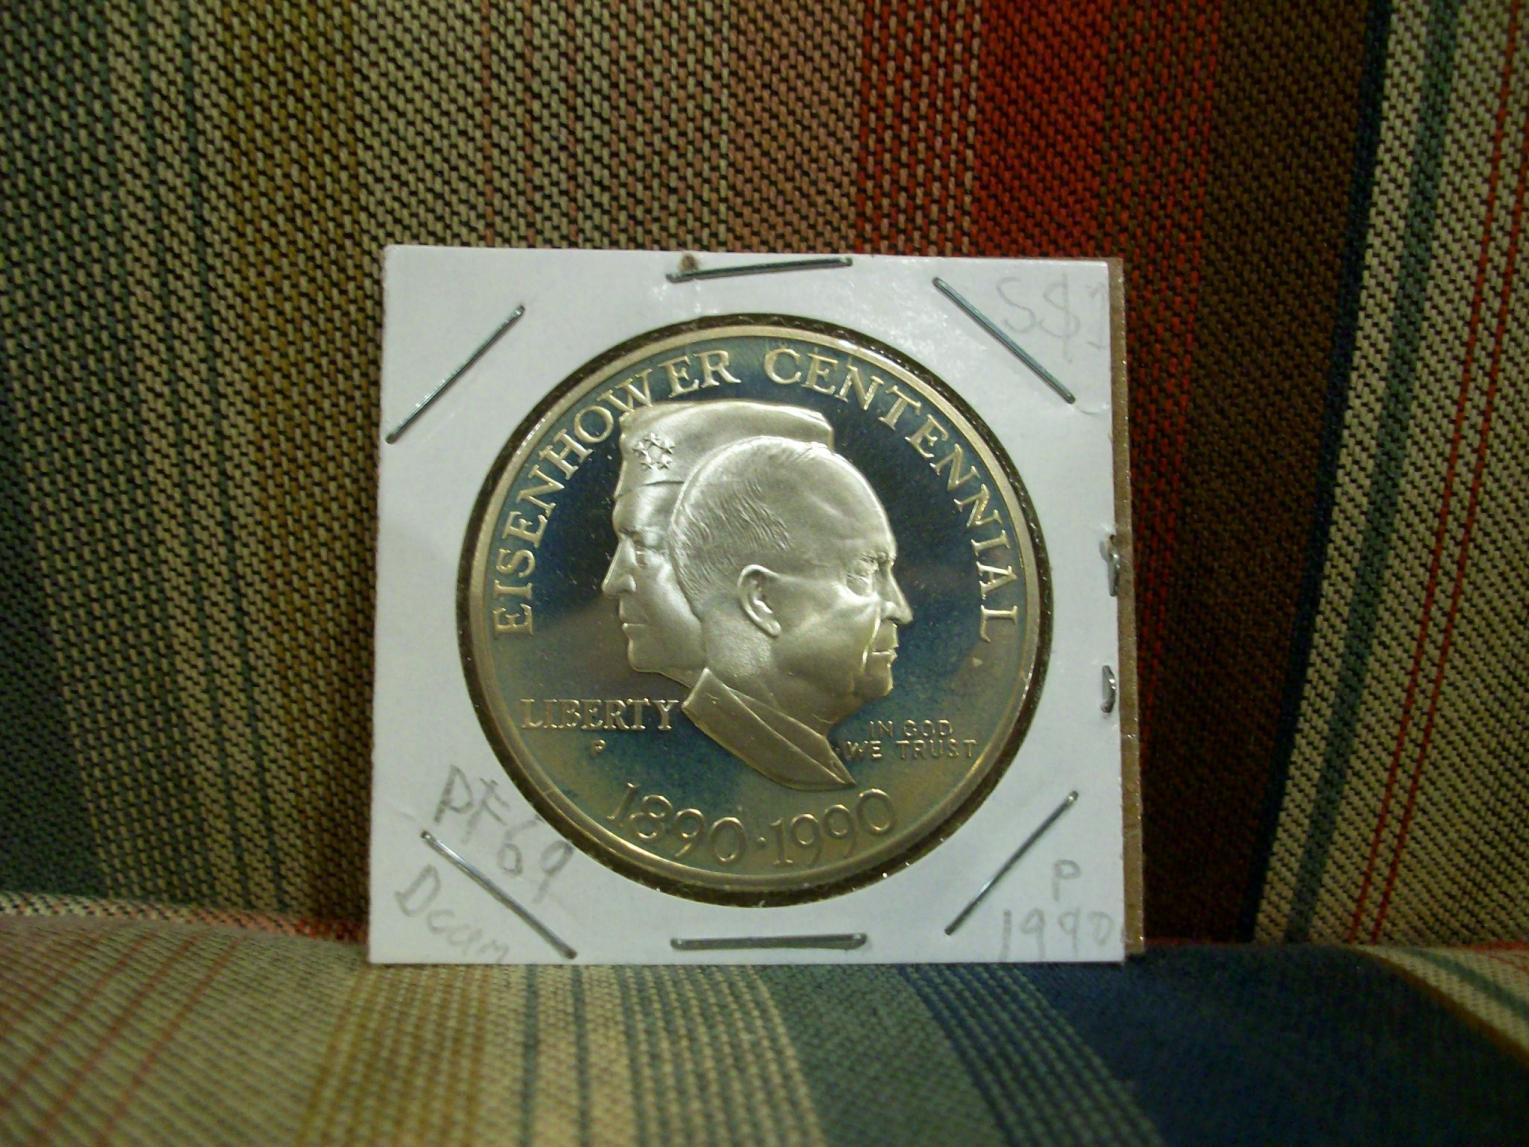 S$1
EISENHOWER CENTENNIAL
LIBERTY
P
IN GOD
WE TRUST
1890·1990
PF69
Dcam
P
1990